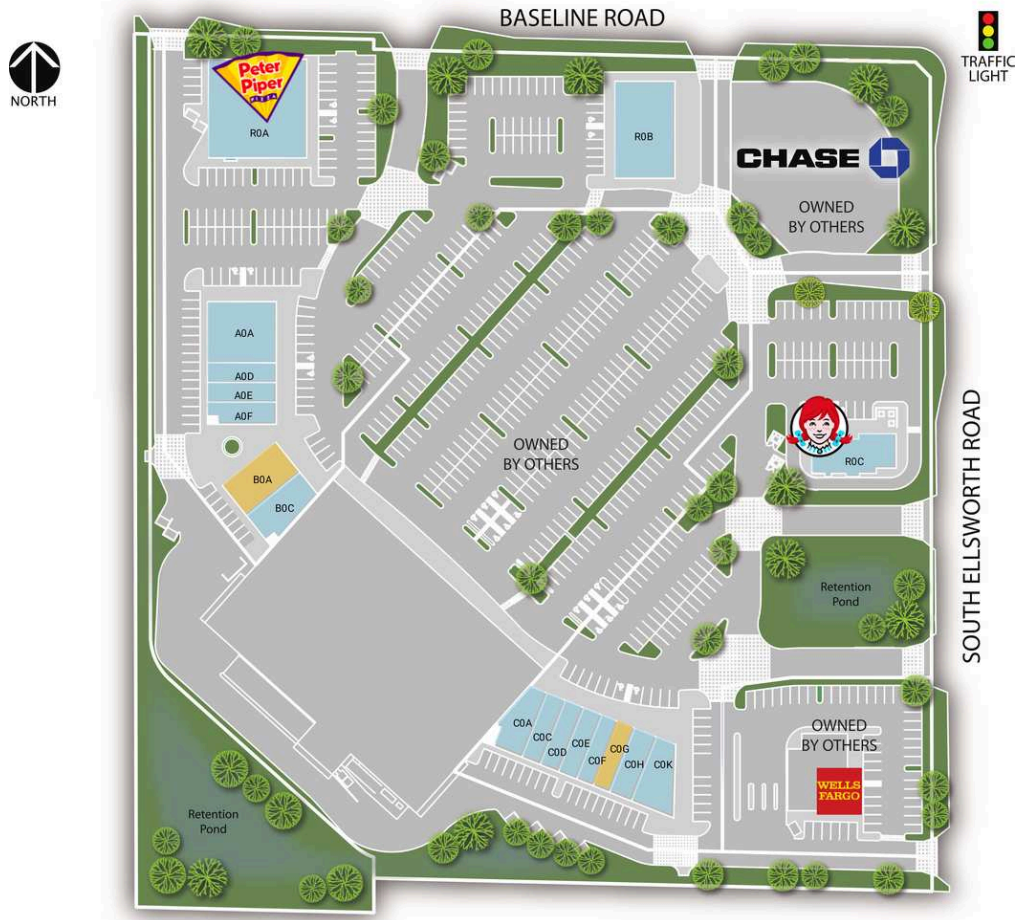 BASELINE ROAD
NORTH
TRAFFIC
LIGHT
Peter
Piper
PIZZA
R0A
R0B
CHASE
OWNED
BY OTHERS
A0A
A0D
A0E
A0F
B0A
B0C
OWNED
BY OTHERS
R0C
SOUTH ELLSWORTH ROAD
Retention
Pond
C0A
C0C
C0D
C0E
C0F
C0G
C0H
C0K
OWNED
BY OTHERS
WELLS
FARGO
Retention
Pond